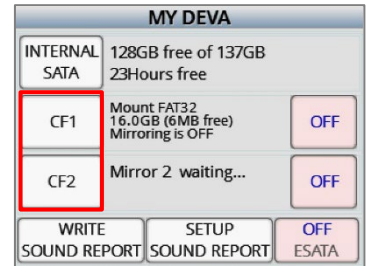 MY DEVA
INTERNAL SATA
128GB free of 137GB
23Hours free
CF1
Mount FAT32
16.0GB (6MB free)
Mirroring is OFF
OFF
CF2
Mirror 2 waiting...
OFF
WRITE
SOUND REPORT
SETUP
SOUND REPORT
OFF
ESATA